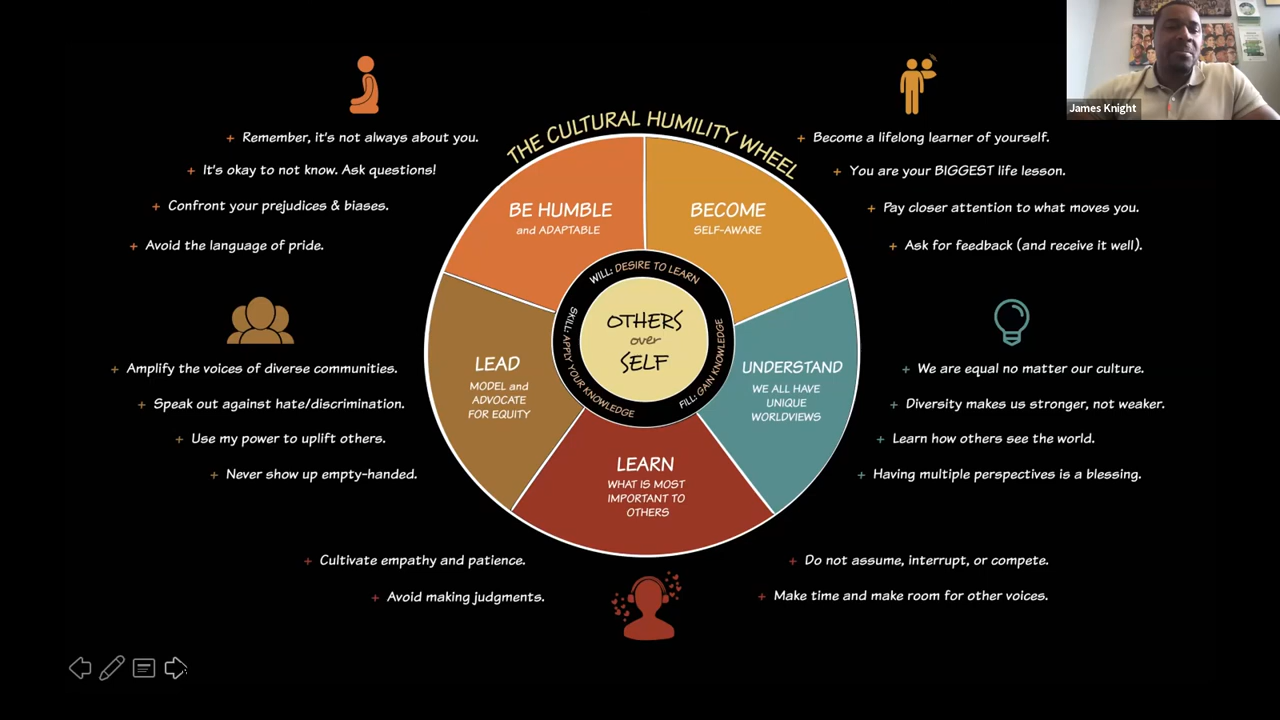 James Knight
THE CULTURAL HUMILITY WHEEL
+ Remember, it's not always about you.
+ It's okay to not know. Ask questions!
+ Confront your prejudices & biases.
+ Avoid the language of pride.
+ Become a lifelong learner of yourself.
+ You are your BIGGEST life lesson.
+ Pay closer attention to what moves you.
+ Ask for feedback (and receive it well).
BE HUMBLE
and ADAPTABLE
BECOME
SELF-AWARE
WILL: DESIRE TO LEARN
FILL: GAIN KNOWLEDGE
SKILL: APPLY YOUR KNOWLEDGE
OTHERS
over
SELF
LEAD
MODEL and
ADVOCATE
FOR EQUITY
UNDERSTAND
WE ALL HAVE
UNIQUE
WORLDVIEWS
LEARN
WHAT IS MOST
IMPORTANT TO
OTHERS
+ Amplify the voices of diverse communities.
+ Speak out against hate/discrimination.
+ Use my power to uplift others.
+ Never show up empty-handed.
+ We are equal no matter our culture.
+ Diversity makes us stronger, not weaker.
+ Learn how others see the world.
+ Having multiple perspectives is a blessing.
+ Cultivate empathy and patience.
+ Avoid making judgments.
+ Do not assume, interrupt, or compete.
+ Make time and make room for other voices.